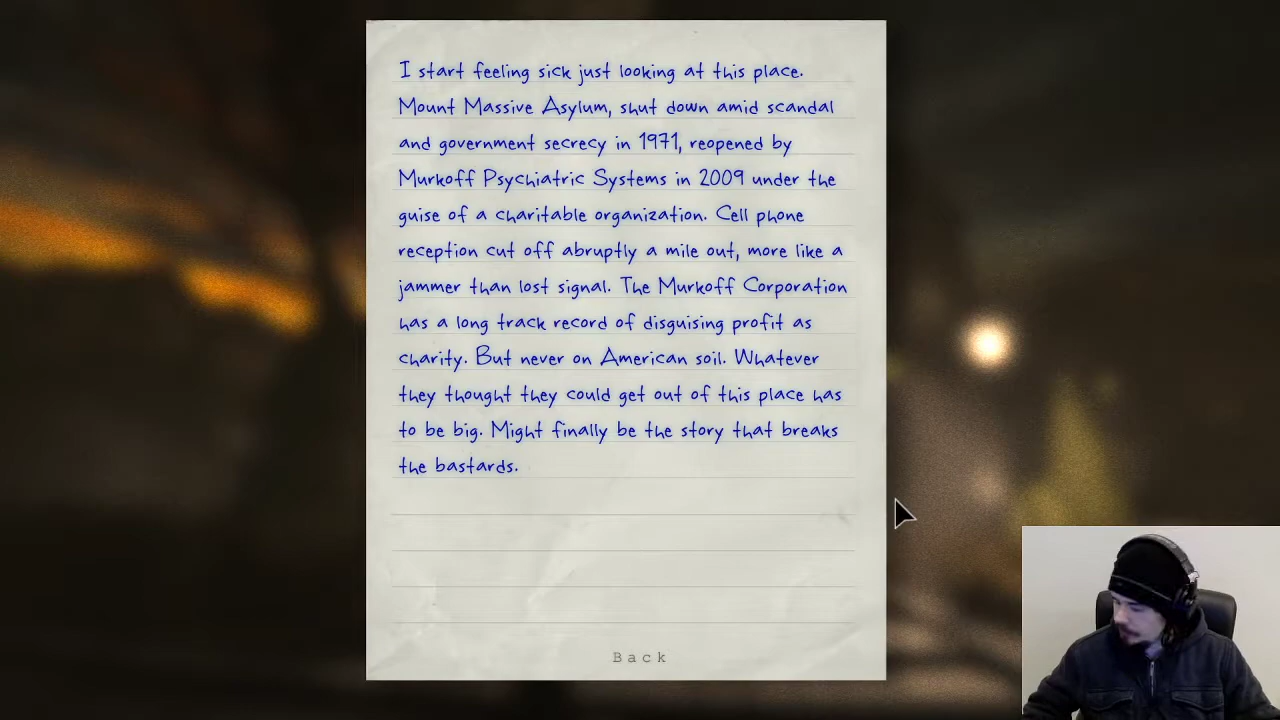 I start feeling sick just looking at this place.
Mount Massive Asylum, shut down amid scandal
and government secrecy in 1971, reopened by
Murkoff Psychiatric Systems in 2009 under the
guise of a charitable organization. Cell phone
reception cut off abruptly a mile out, more like a
jammer than lost signal. The Murkoff Corporation
has a long track record of disguising profit as
charity. But never on American soil. Whatever
they thought they could get out of this place has
to be big. Might finally be the story that breaks
the bastards.
Back